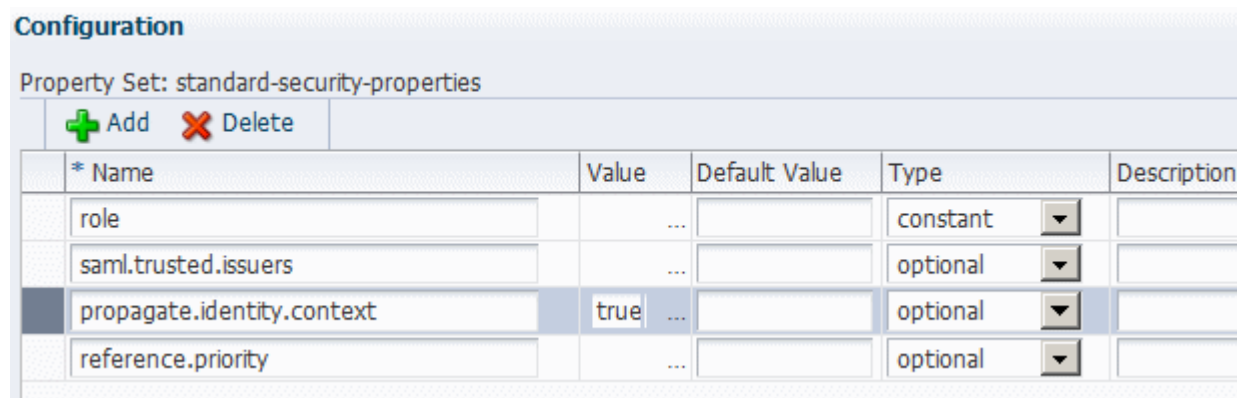 Configuration
Property Set: standard-security-properties
Add Delete
* Name Value Default Value Type Description
role ... constant
saml.trusted.issuers ... optional
propagate.identity.context true ... optional
reference.priority ... optional